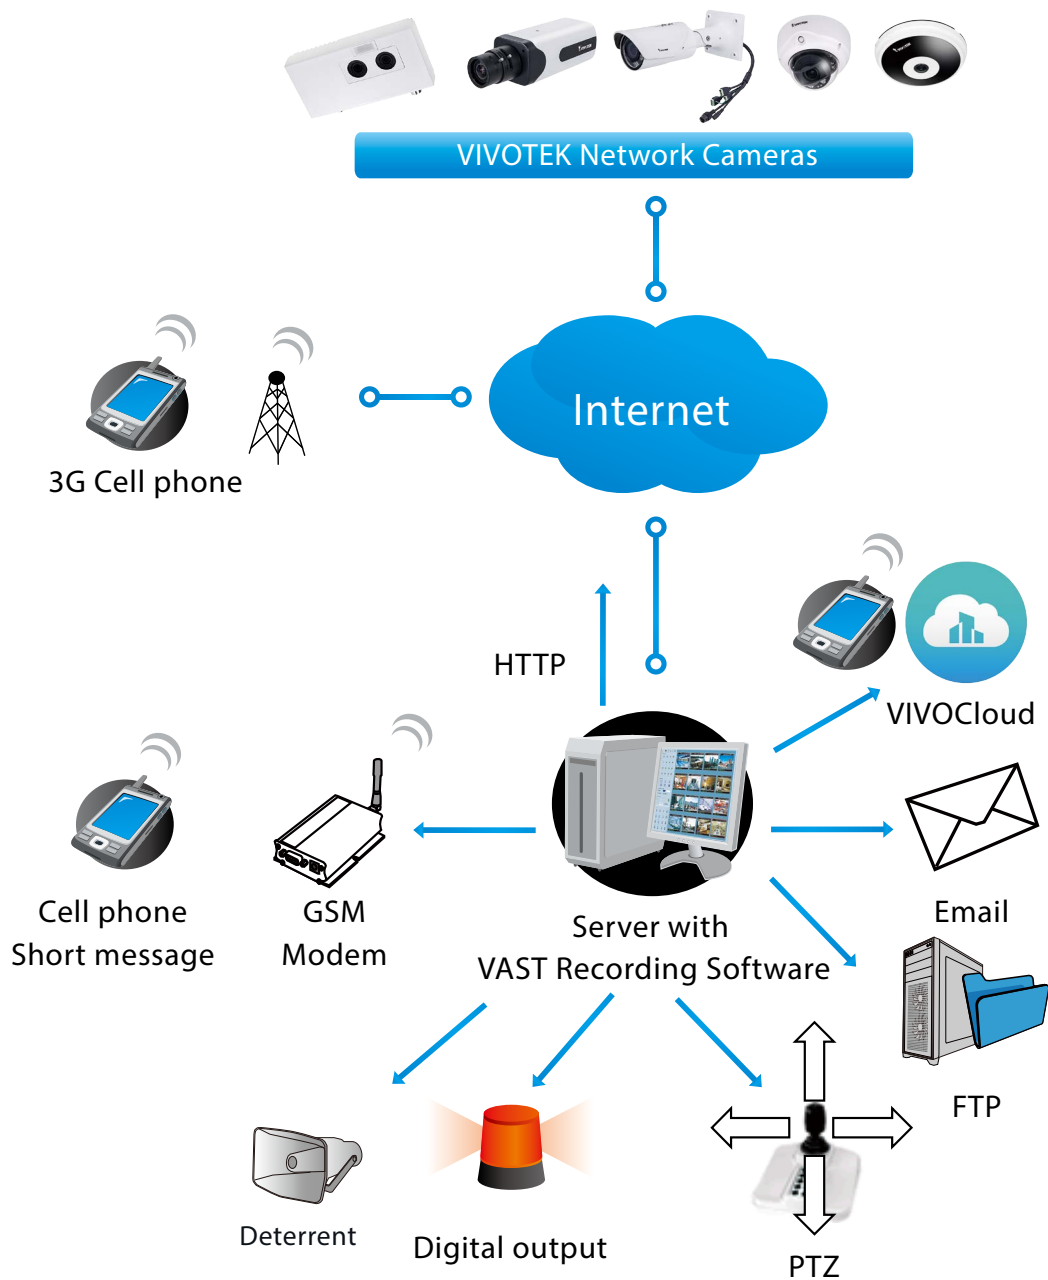 VIVOTEK Network Cameras
Internet
3G Cell phone
HTTP
VIVOCloud
Cell phone
Short message
GSM
Modem
Server with
VAST Recording Software
Email
FTP
Deterrent
Digital output
PTZ